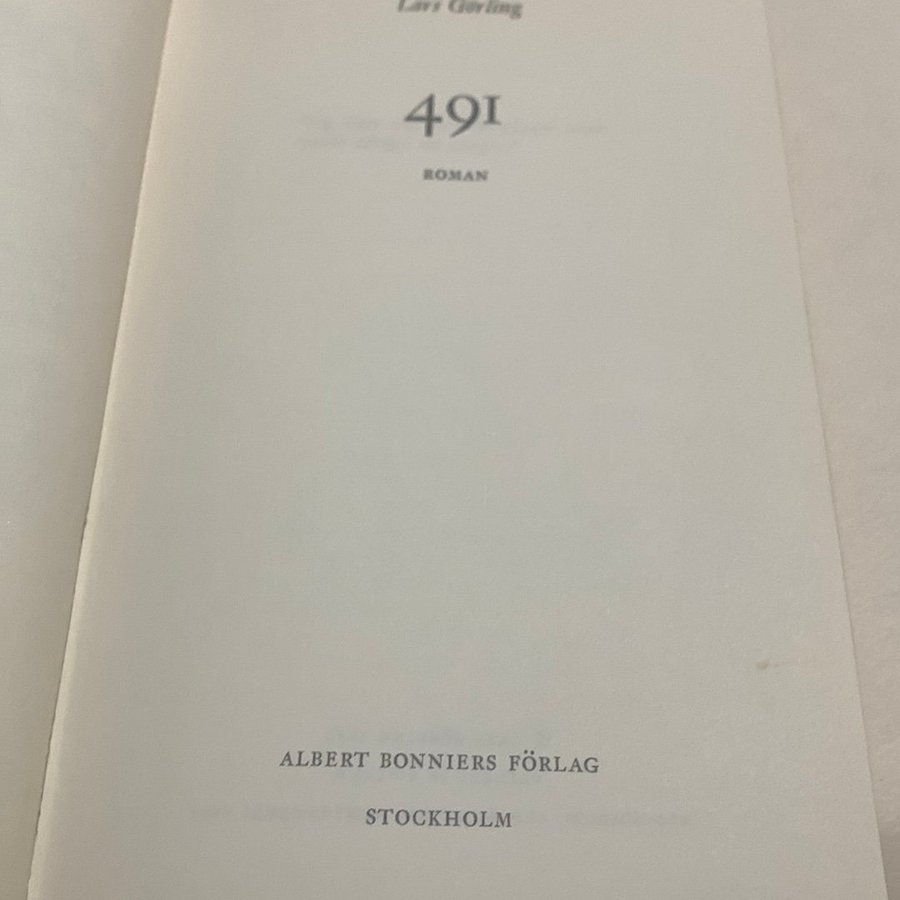 Lars Görling
491
ROMAN
ALBERT BONNIERS FÖRLAG
STOCKHOLM